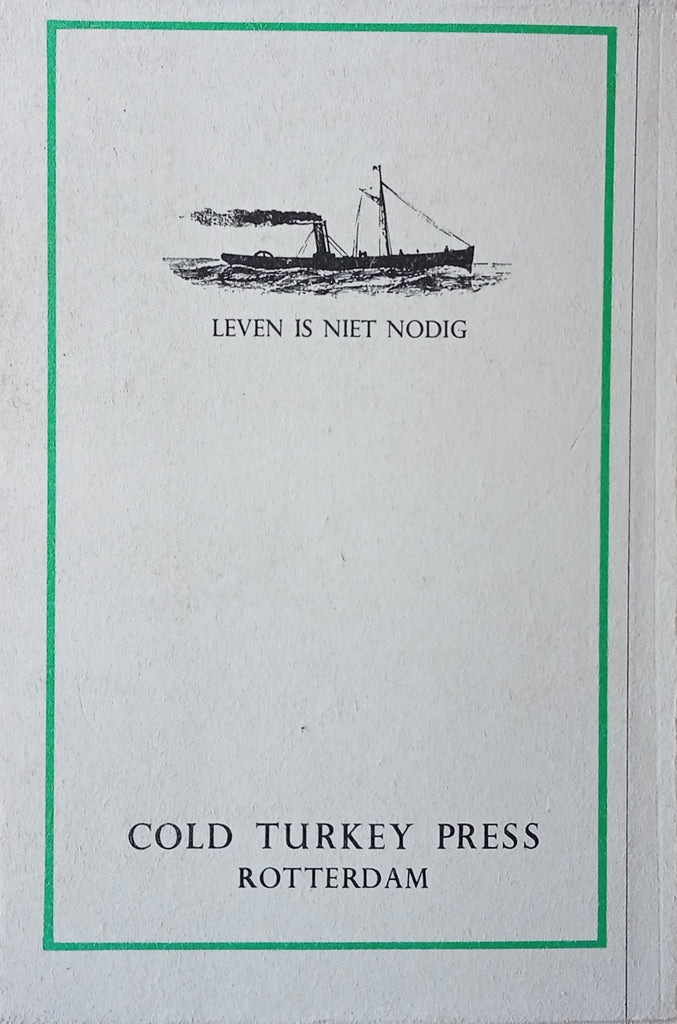 LEVEN IS NIET NODIG
COLD TURKEY PRESS
ROTTERDAM